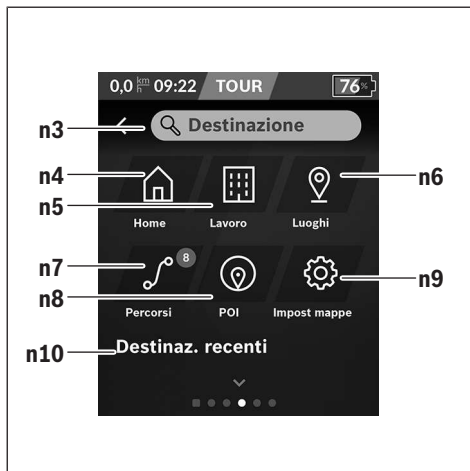 0,0 km/h 09:22 TOUR 76%
n3 Destinazione
n4 n6
n5
Home Lavoro Luoghi
n7 8 n9
n8
Percorsi POI Impost mappe
n10 Destinaz. recenti